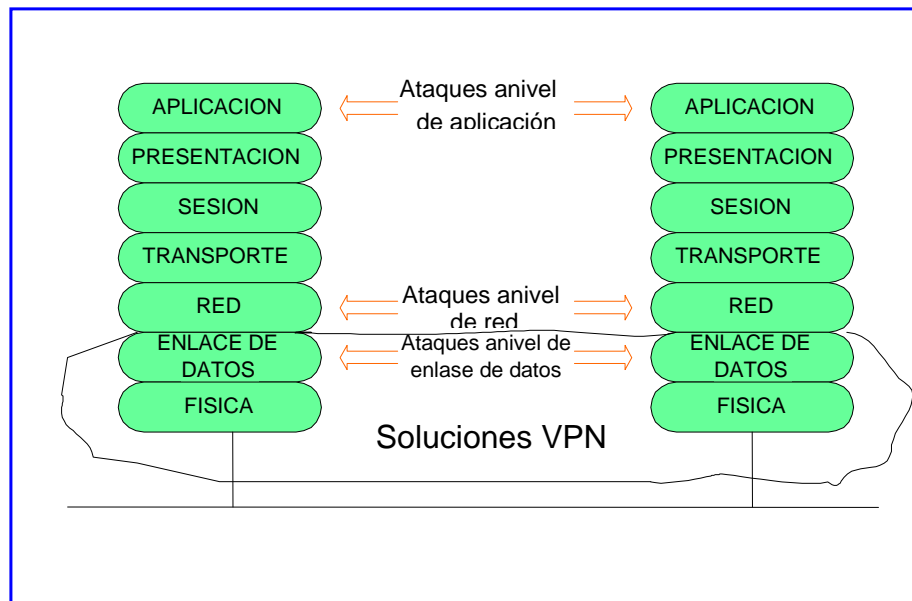 APLICACION
Ataques anivel
de aplicación
APLICACION
PRESENTACION
PRESENTACION
SESION
SESION
TRANSPORTE
TRANSPORTE
RED
Ataques anivel
de red
RED
ENLACE DE
DATOS
Ataques anivel de
enlase de datos
ENLACE DE
DATOS
FISICA
FISICA
Soluciones VPN